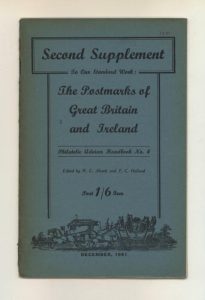 Second Supplement
To Our Standard Work:
The Postmarks of
Great Britain
and Ireland
Philatelic Adviser Handbook No. 4
Edited by R. C. Alcock and F. C. Holland
Post 1/6 Free
DECEMBER, 1941.